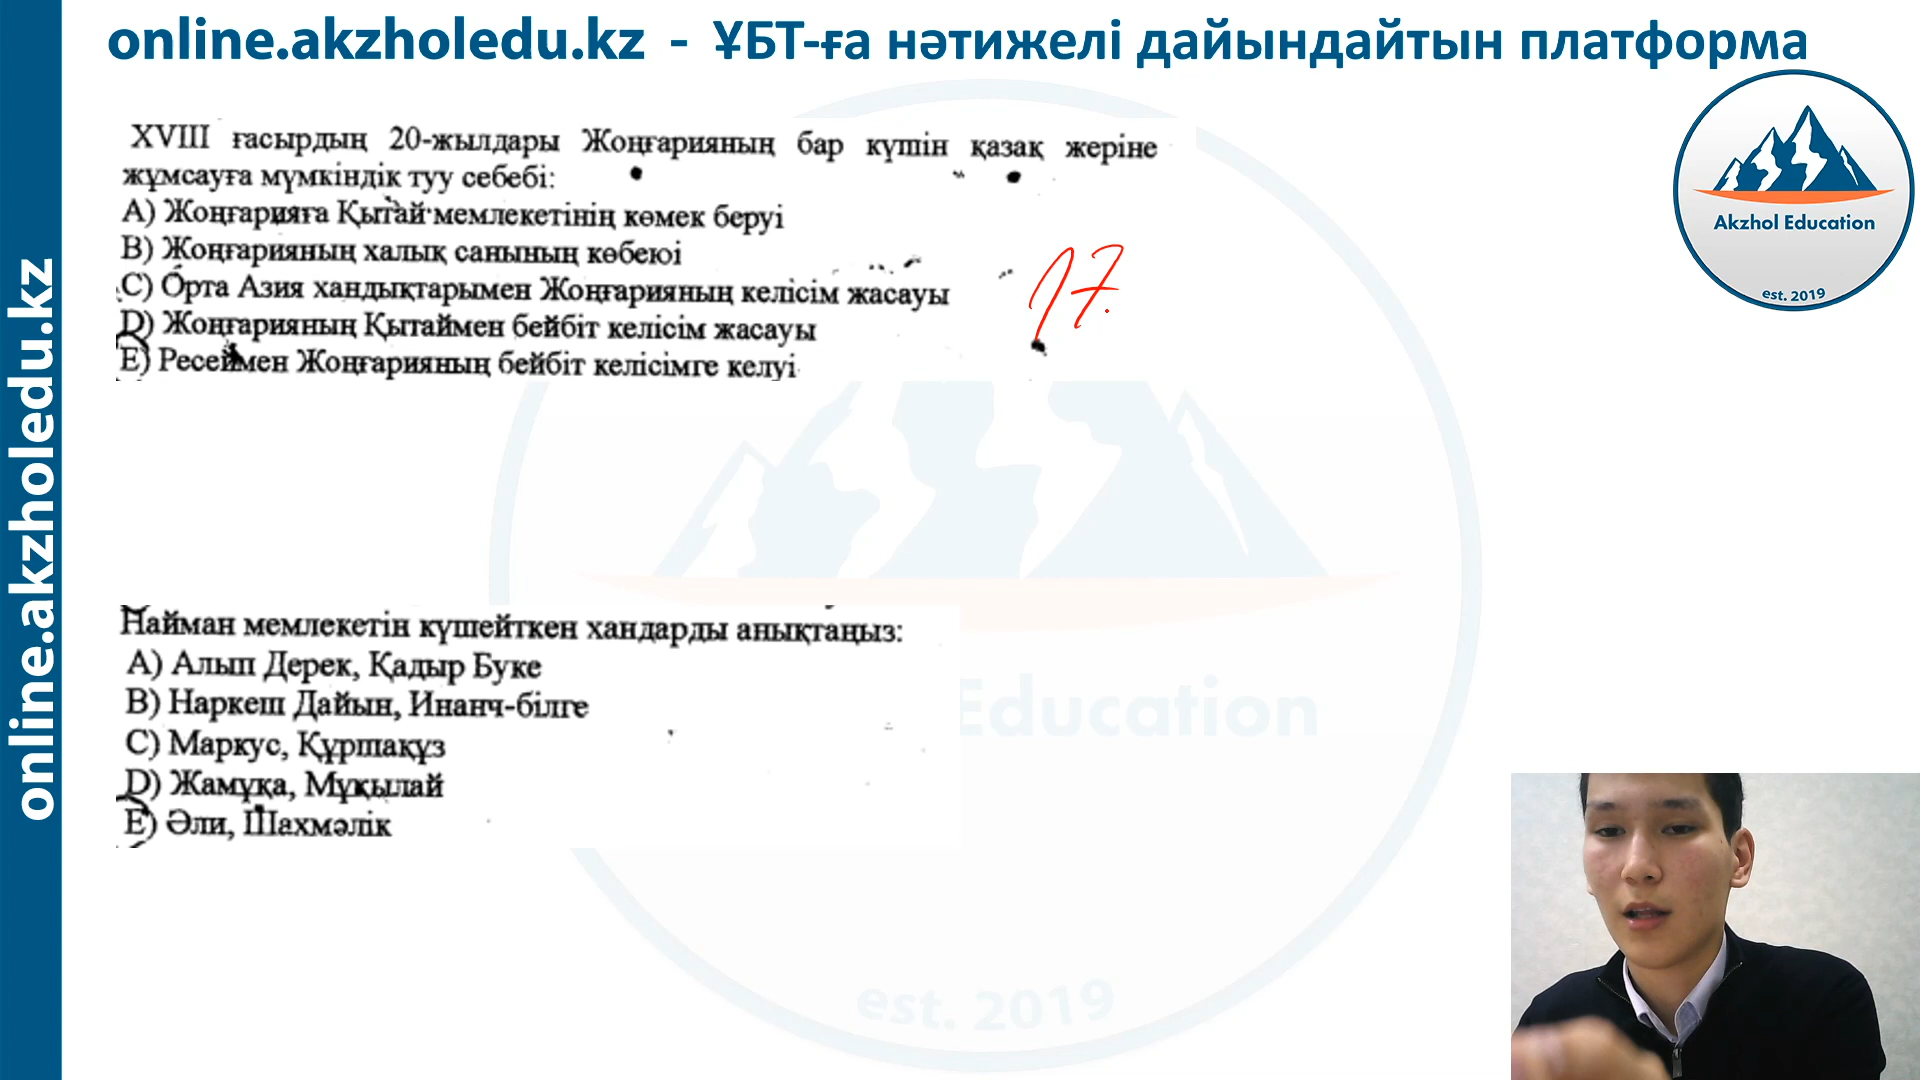 online.akzholedu.kz - ҰБТ-ға нәтижелі дайындайтын платформа
Akzhol Education
est. 2019
online.akzholedu.kz
XVIII ғасырдың 20-жылдары Жоңғарияның бар күшін қазақ жеріне
жұмсауға мүмкіндік туу себебі:
A) Жоңғарияға Қытай мемлекетінің көмек беруі
B) Жоңғарияның халық санының көбеюі
C) Орта Азия хандықтарымен Жоңғарияның келісім жасауы
D) Жоңғарияның Қытаймен бейбіт келісім жасауы
E) Ресеймен Жоңғарияның бейбіт келісімге келуі
17.
Найман мемлекетін күшейткен хандарды анықтаңыз:
A) Алып Дерек, Қадыр Буке
B) Наркеш Дайын, Инанч-білге
C) Маркус, Құршақұз
D) Жамұқа, Мұқылай
E) Әли, Шахмәлік
Education
est. 2019